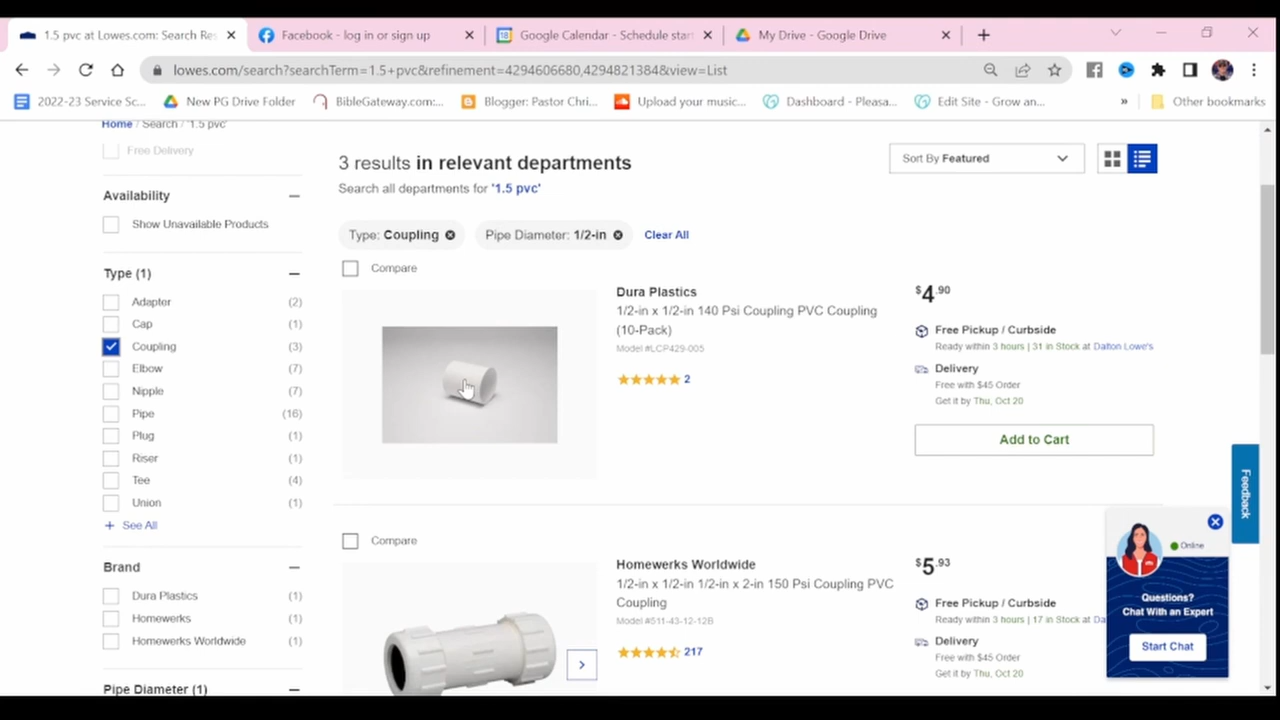 1.5 pvc at Lowes.com: Search Res
Facebook - log in or sign up
Google Calendar - Schedule start
My Drive - Google Drive
lowes.com/search?searchTerm=1.5+pvc&refinement=4294606680,4294821384&view=List
2022-23 Service Sc...
New PG Drive Folder
BibleGateway.com:...
Blogger: Pastor Chri...
Upload your music...
Dashboard - Pleasa...
Edit Site - Grow an...
»
Other bookmarks
Home / Search / '1.5 pvc'
Free Delivery
Availability
Show Unavailable Products
Type (1)
Adapter (2)
Cap (1)
Coupling (3)
Elbow (7)
Nipple (7)
Pipe (16)
Plug (1)
Riser (1)
Tee (4)
Union (1)
+ See All
Brand
Dura Plastics (1)
Homewerks (1)
Homewerks Worldwide (1)
Pipe Diameter (1)
3 results in relevant departments
Search all departments for '1.5 pvc'
Sort By Featured
Type: Coupling
Pipe Diameter: 1/2-in
Clear All
Compare
Dura Plastics
1/2-in x 1/2-in 140 Psi Coupling PVC Coupling
(10-Pack)
Model #LCP429-005
2
$4.90
Free Pickup / Curbside
Ready within 3 hours | 31 in Stock at Dalton Lowe's
Delivery
Free with $45 Order
Get it by Thu, Oct 20
Add to Cart
Compare
Homewerks Worldwide
1/2-in x 1/2-in 1/2-in x 2-in 150 Psi Coupling PVC
Coupling
Model #511-43-12-12B
217
$5.93
Free Pickup / Curbside
Ready within 3 hours | 17 in Stock at Da
Delivery
Free with $45 Order
Get it by Thu, Oct 20
Feedback
Online
Questions?
Chat With an Expert
Start Chat